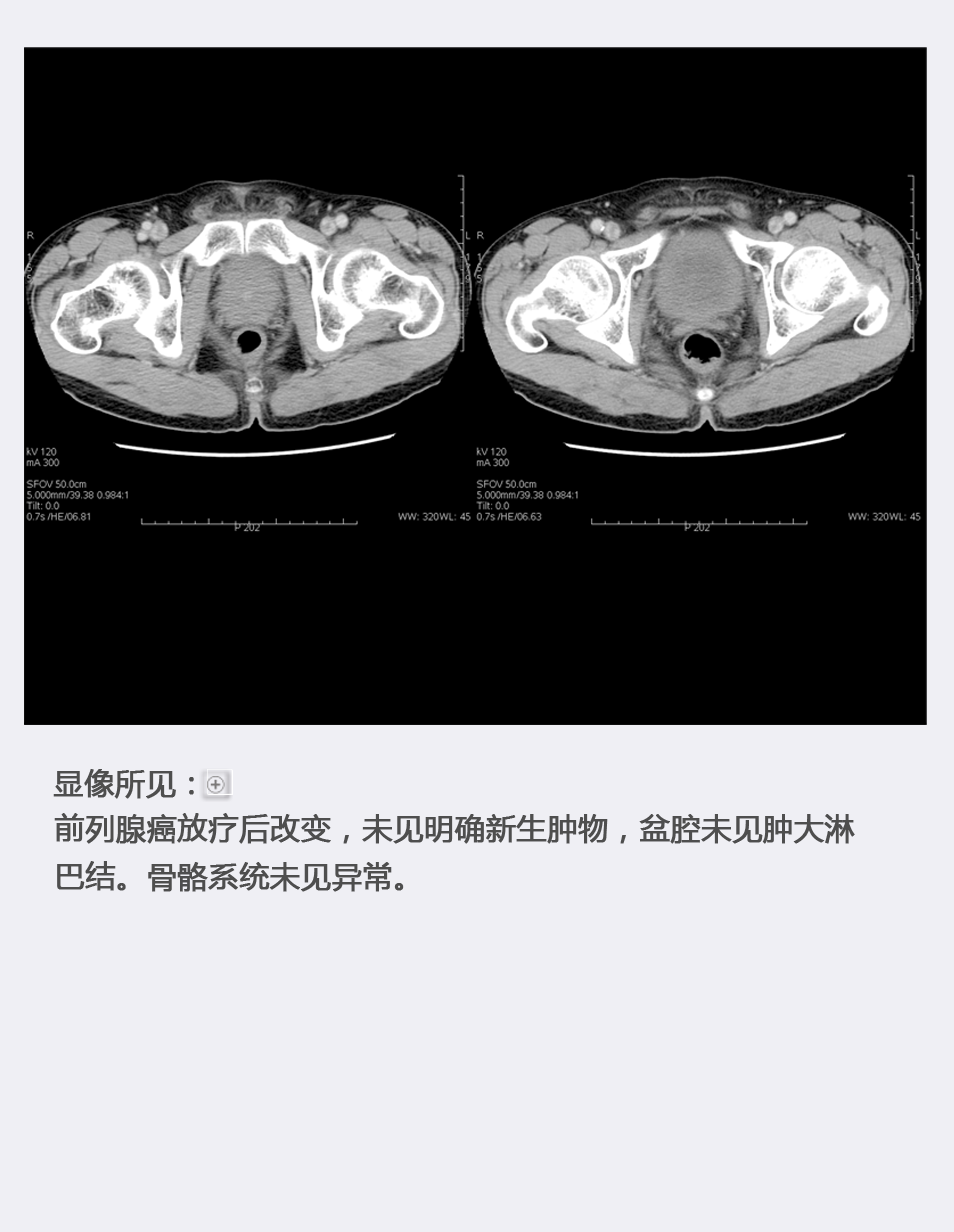 R
L
R
L
kV 120
mA 300
SFOV 50.0cm
5.000mm/39.38 0.984:1
Tilt: 0.0
0.7s /HE/06.81
P 202
WW: 320WL: 45
kV 120
mA 300
SFOV 50.0cm
5.000mm/39.38 0.984:1
Tilt: 0.0
0.7s /HE/06.63
P 202
WW: 320WL: 45
显像所见：
前列腺癌放疗后改变，未见明确新生肿物，盆腔未见肿大淋
巴结。骨骼系统未见异常。